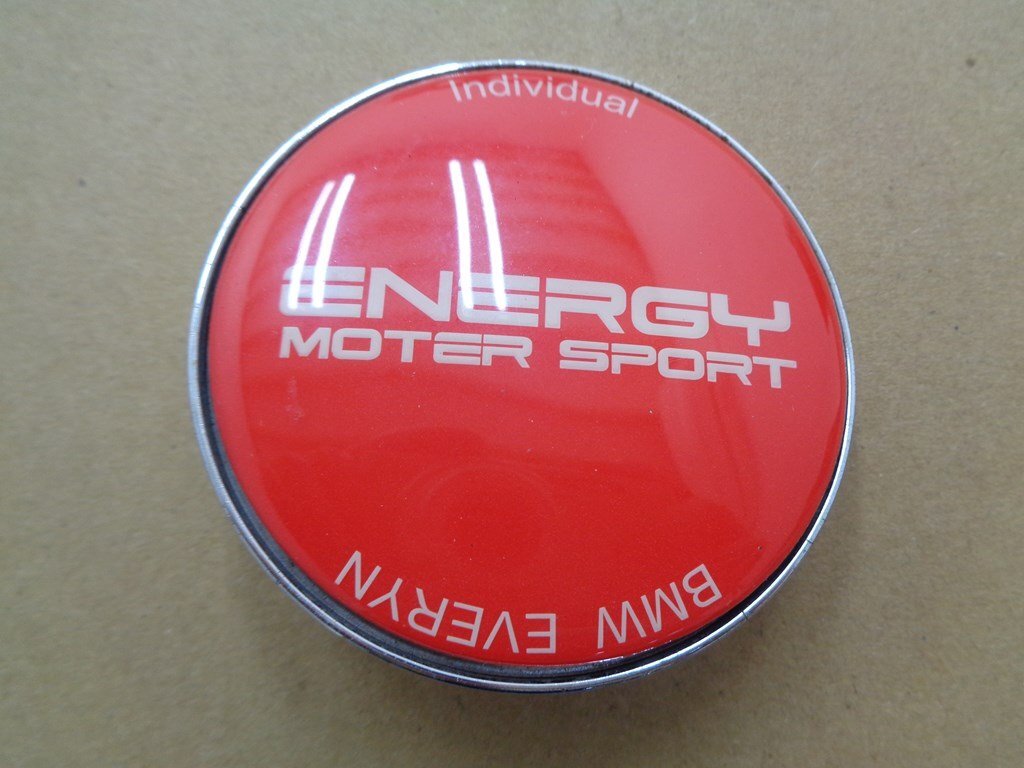 Individual
ENERGY
MOTER SPORT
BMW EVERYN